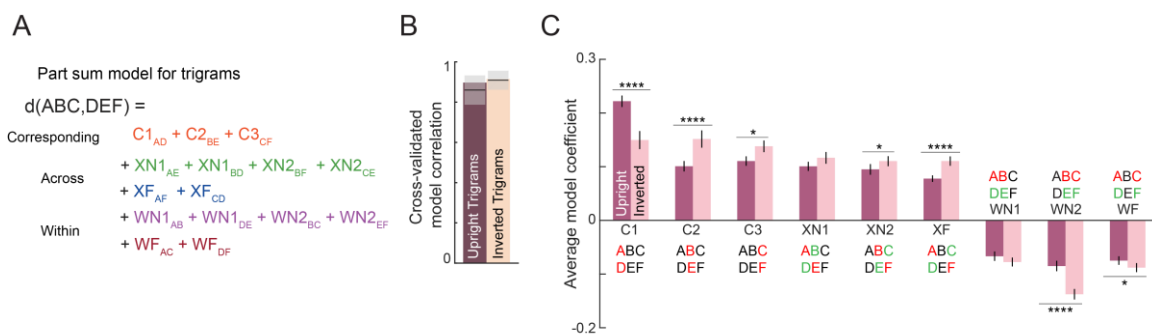 A
Part sum model for trigrams
d(ABC,DEF) =
Corresponding C1AD + C2BE + C3CF
Across + XN1AE + XN1BD + XN2BF + XN2CE
+ XFAF + XFCD
Within + WN1AB + WN1DE + WN2BC + WN2EF
+ WFAC + WFDF
B
Cross-validated
model correlation
1
0
Upright Trigrams
Inverted Trigrams
C
Average model coefficient
0.3
0
-0.2
Upright
Inverted
**** **** * * ****
C1 C2 C3 XN1 XN2 XF
ABC ABC ABC ABC ABC ABC
DEF DEF DEF DEF DEF DEF
ABC ABC ABC
DEF DEF DEF
WN1 WN2 WF
**** *